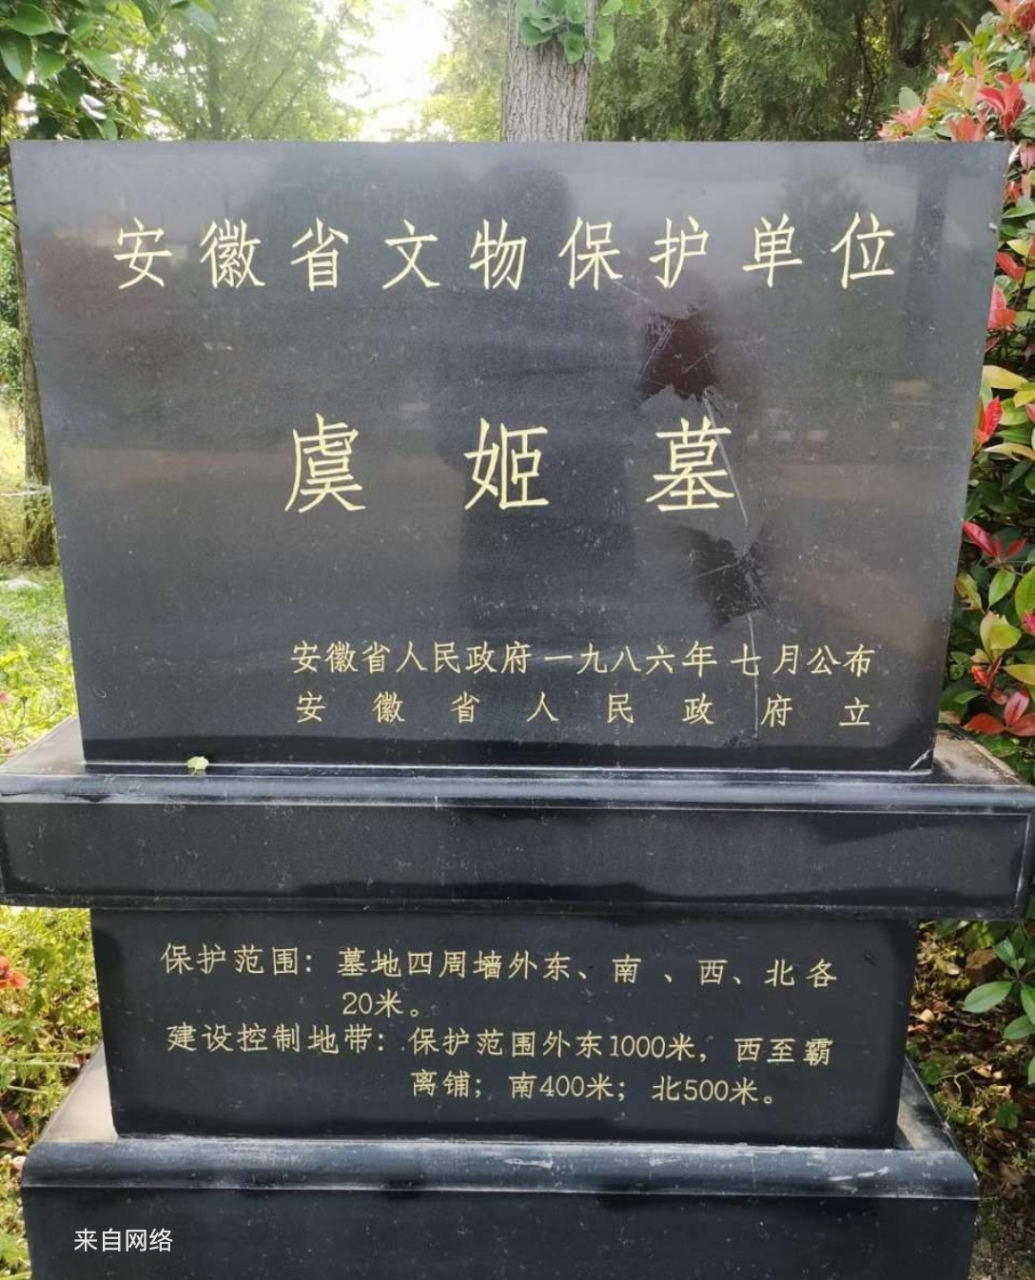 安徽省文物保护单位
虞姬墓
安徽省人民政府一九八六年七月公布
安徽省人民政府立
保护范围：墓地四周墙外东、南、西、北各
20米。
建设控制地带：保护范围外东1000米，西至霸
离铺；南400米；北500米。
来自网络